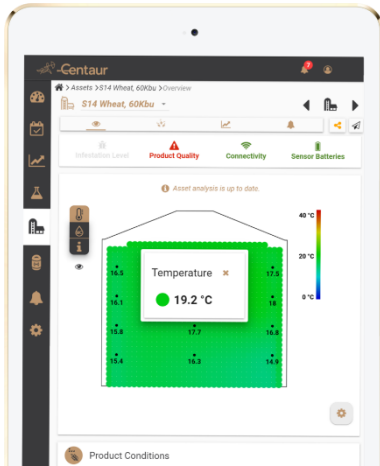 Centaur
?
> Assets > S14 Wheat, 60Kbu > Overview
S14 Wheat, 60Kbu
Infestation Level
Product Quality
Connectivity
Sensor Batteries
Asset analysis is up to date.
40 °C
20 °C
0 °C
Temperature ×
19.2 °C
16.5
17.5
16.1
18
15.8
17.7
16.8
15.4
16.3
14.9
Product Conditions